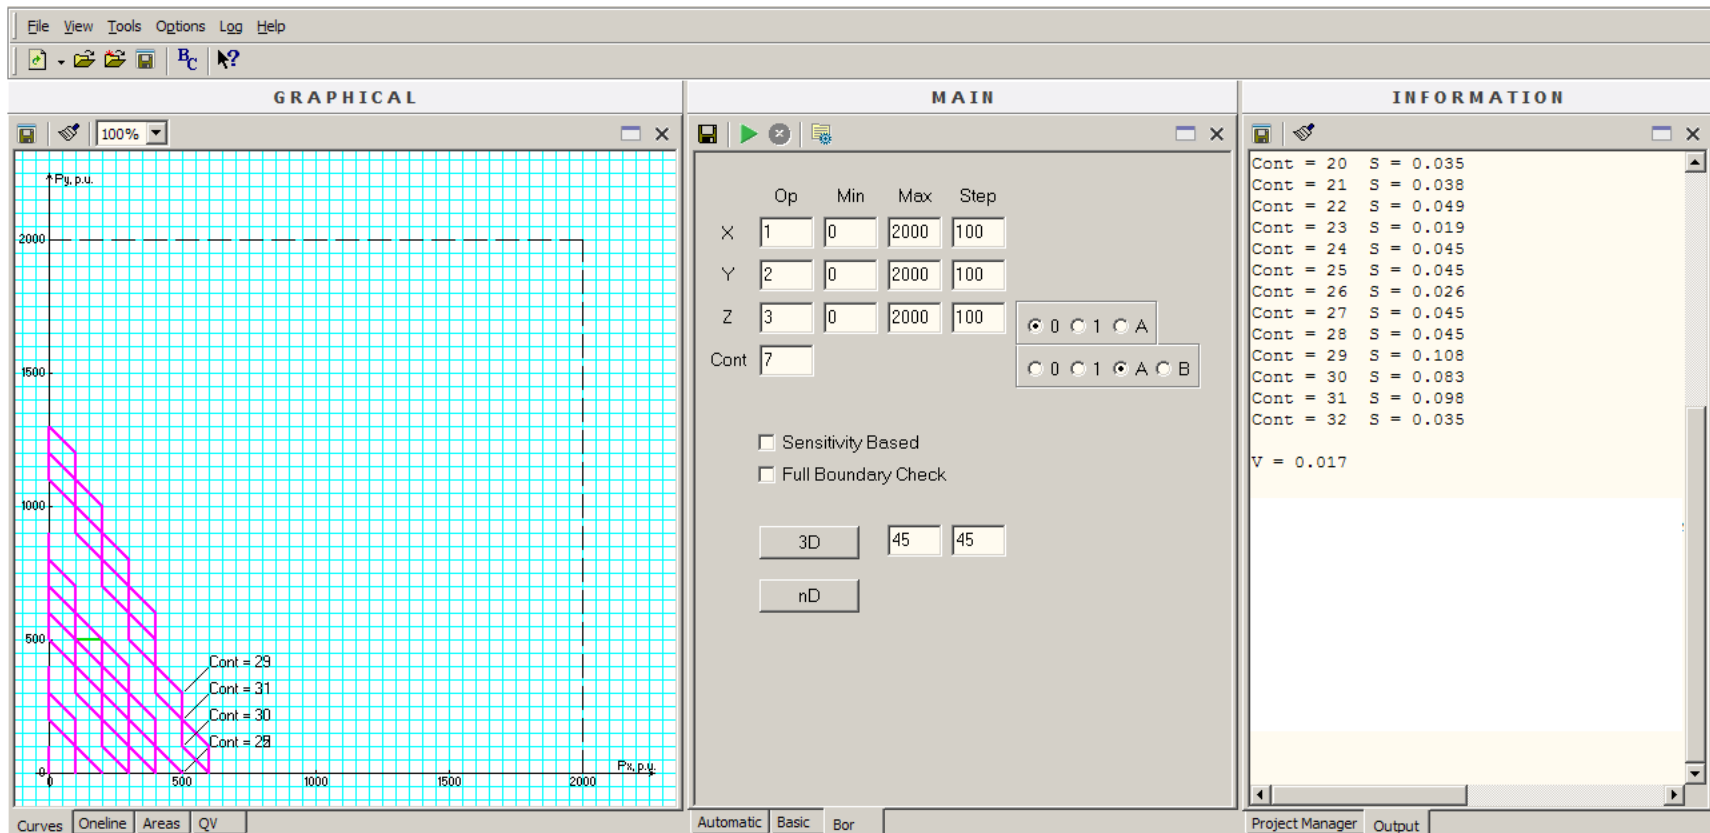 File View Tools Options Log Help
B C ?
GRAPHICAL
MAIN
INFORMATION
100%
Py, p.u.
2000
1500
1000
500
0
Cont = 29
Cont = 31
Cont = 30
0 500 1000 1500 2000
Px, p.u.
Curves Oneline Areas QV
Op Min Max Step
X 1 0 2000 100
Y 2 0 2000 100
Z 3 0 2000 100 0 1 A
Cont 7 0 1 A B
Sensitivity Based
Full Boundary Check
3D 45 45
nD
Automatic Basic Bor
Cont = 20 S = 0.035
Cont = 21 S = 0.038
Cont = 22 S = 0.049
Cont = 23 S = 0.019
Cont = 24 S = 0.045
Cont = 25 S = 0.045
Cont = 26 S = 0.026
Cont = 27 S = 0.045
Cont = 28 S = 0.045
Cont = 29 S = 0.108
Cont = 30 S = 0.083
Cont = 31 S = 0.098
Cont = 32 S = 0.035
V = 0.017
Project Manager Output